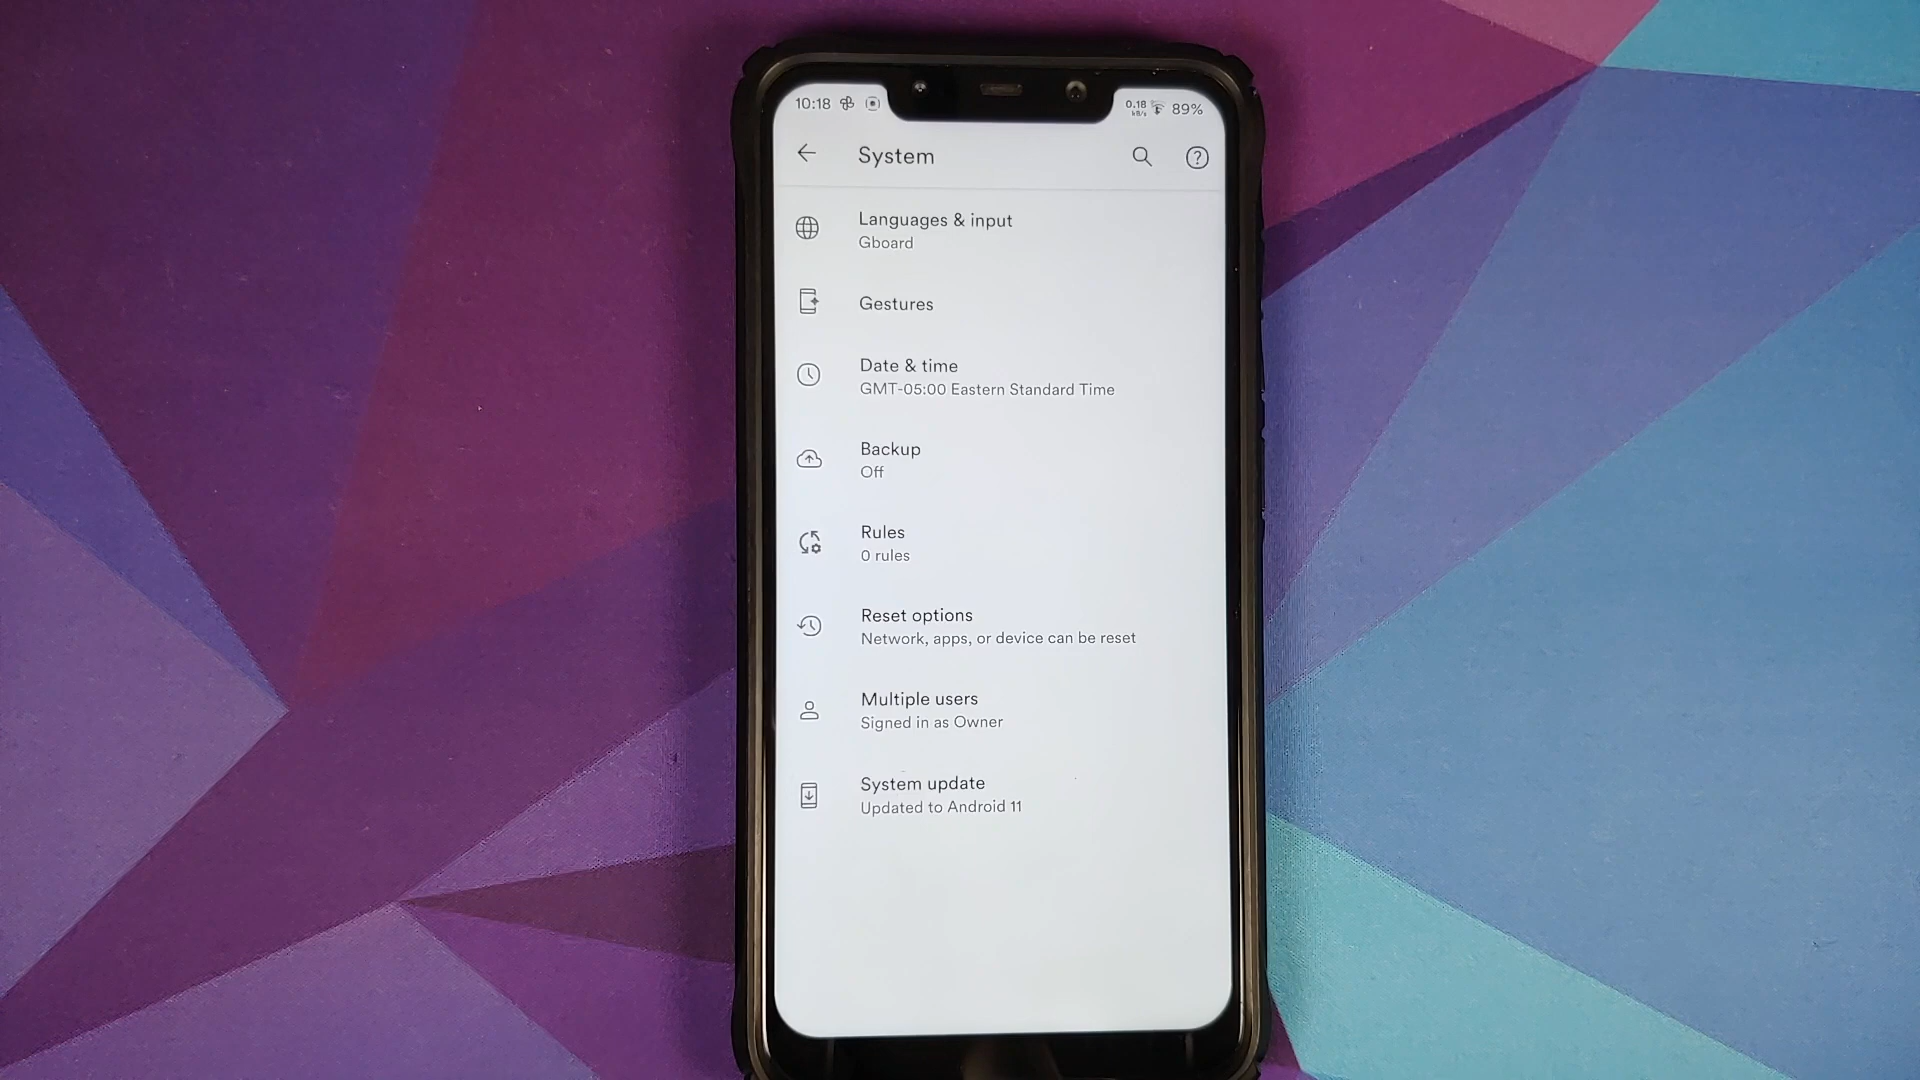 10:18
0.18
kB/s
89%
System
Languages & input
Gboard
Gestures
Date & time
GMT-05:00 Eastern Standard Time
Backup
Off
Rules
0 rules
Reset options
Network, apps, or device can be reset
Multiple users
Signed in as Owner
System update
Updated to Android 11